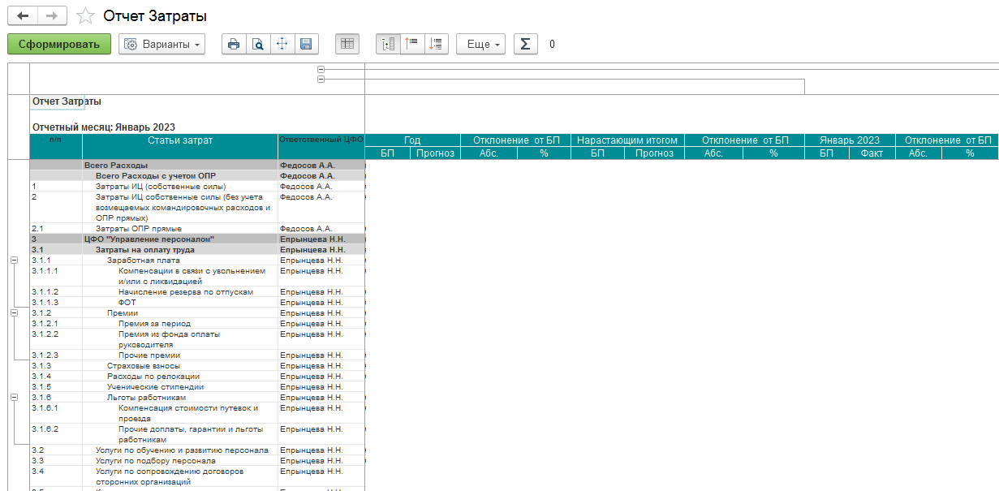 Отчет Затраты
Сформировать Варианты Еще Σ 0
Отчет Затраты
Отчетный месяц: Январь 2023
п/п Статьи затрат Ответственный ЦФО Год Отклонение от БП Нарастающим итогом Отклонение от БП Январь 2023 Отклонение от БП
БП Прогноз Абс. % БП Прогноз Абс. % БП Факт Абс. %
Всего Расходы Федосов А.А.
Всего Расходы с учетом ОПР Федосов А.А.
1 Затраты ИЦ (собственные силы) Федосов А.А.
2 Затраты ИЦ собственные силы (без учета Федосов А.А.
возмещаемых командировочных расходов и
ОПР прямых)
2.1 Затраты ОПР прямые Федосов А.А.
3 ЦФО "Управление персоналом" Епрынцева Н.Н.
3.1 Затраты на оплату труда Епрынцева Н.Н.
3.1.1 Заработная плата Епрынцева Н.Н.
3.1.1.1 Компенсации в связи с увольнением Епрынцева Н.Н.
и/или с ликвидацией
3.1.1.2 Начисление резерва по отпускам Епрынцева Н.Н.
3.1.1.3 ФОТ Епрынцева Н.Н.
3.1.2 Премии Епрынцева Н.Н.
3.1.2.1 Премия за период Епрынцева Н.Н.
3.1.2.2 Премия из фонда оплаты Епрынцева Н.Н.
руководителя
3.1.2.3 Прочие премии Епрынцева Н.Н.
3.1.3 Страховые взносы Епрынцева Н.Н.
3.1.4 Расходы по релокации Епрынцева Н.Н.
3.1.5 Ученические стипендии Епрынцева Н.Н.
3.1.6 Льготы работникам Епрынцева Н.Н.
3.1.6.1 Компенсация стоимости путевок и Епрынцева Н.Н.
проезда
3.1.6.2 Прочие доплаты, гарантии и льготы Епрынцева Н.Н.
работникам
3.2 Услуги по обучению и развитию персонала Епрынцева Н.Н.
3.3 Услуги по подбору персонала Епрынцева Н.Н.
3.4 Услуги по сопровождению договоров Епрынцева Н.Н.
сторонних организаций